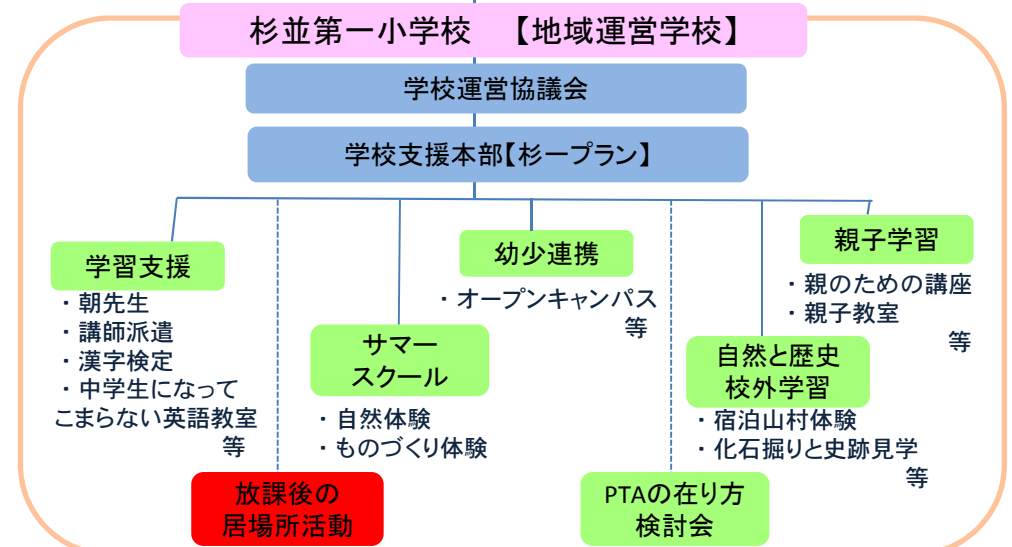 杉並第一小学校　【地域運営学校】
学校運営協議会
学校支援本部【杉一プラン】
学習支援
・朝先生
・講師派遣
・漢字検定
・中学生になって
こまらない英語教室
等
放課後の
居場所活動
サマー
スクール
・自然体験
・ものづくり体験
幼少連携
・オープンキャンパス
等
PTAの在り方
検討会
自然と歴史
校外学習
・宿泊山村体験
・化石掘りと史跡見学
等
親子学習
・親のための講座
・親子教室
等